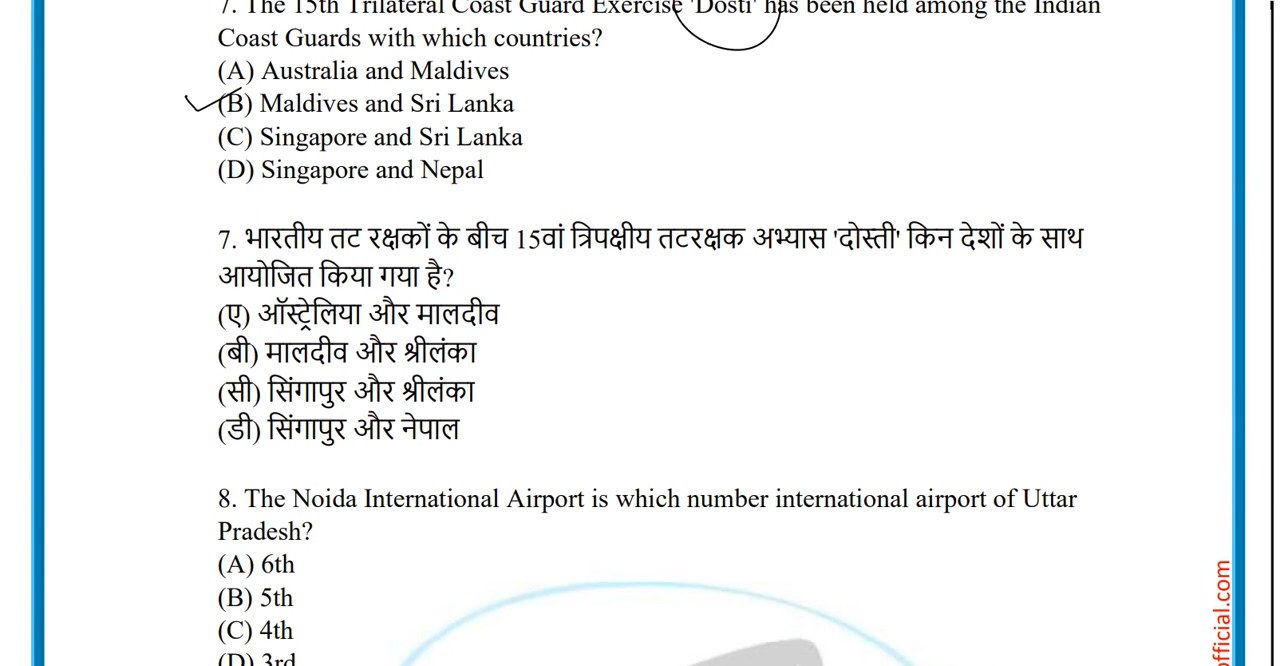 7. The 15th Trilateral Coast Guard Exercise 'Dosti' has been held among the Indian
Coast Guards with which countries?
(A) Australia and Maldives
(B) Maldives and Sri Lanka
(C) Singapore and Sri Lanka
(D) Singapore and Nepal
7. भारतीय तट रक्षकों के बीच 15वां त्रिपक्षीय तटरक्षक अभ्यास 'दोस्ती' किन देशों के साथ
आयोजित किया गया है?
(ए) ऑस्ट्रेलिया और मालदीव
(बी) मालदीव और श्रीलंका
(सी) सिंगापुर और श्रीलंका
(डी) सिंगापुर और नेपाल
8. The Noida International Airport is which number international airport of Uttar
Pradesh?
(A) 6th
(B) 5th
(C) 4th
(D) 3rd
official.com